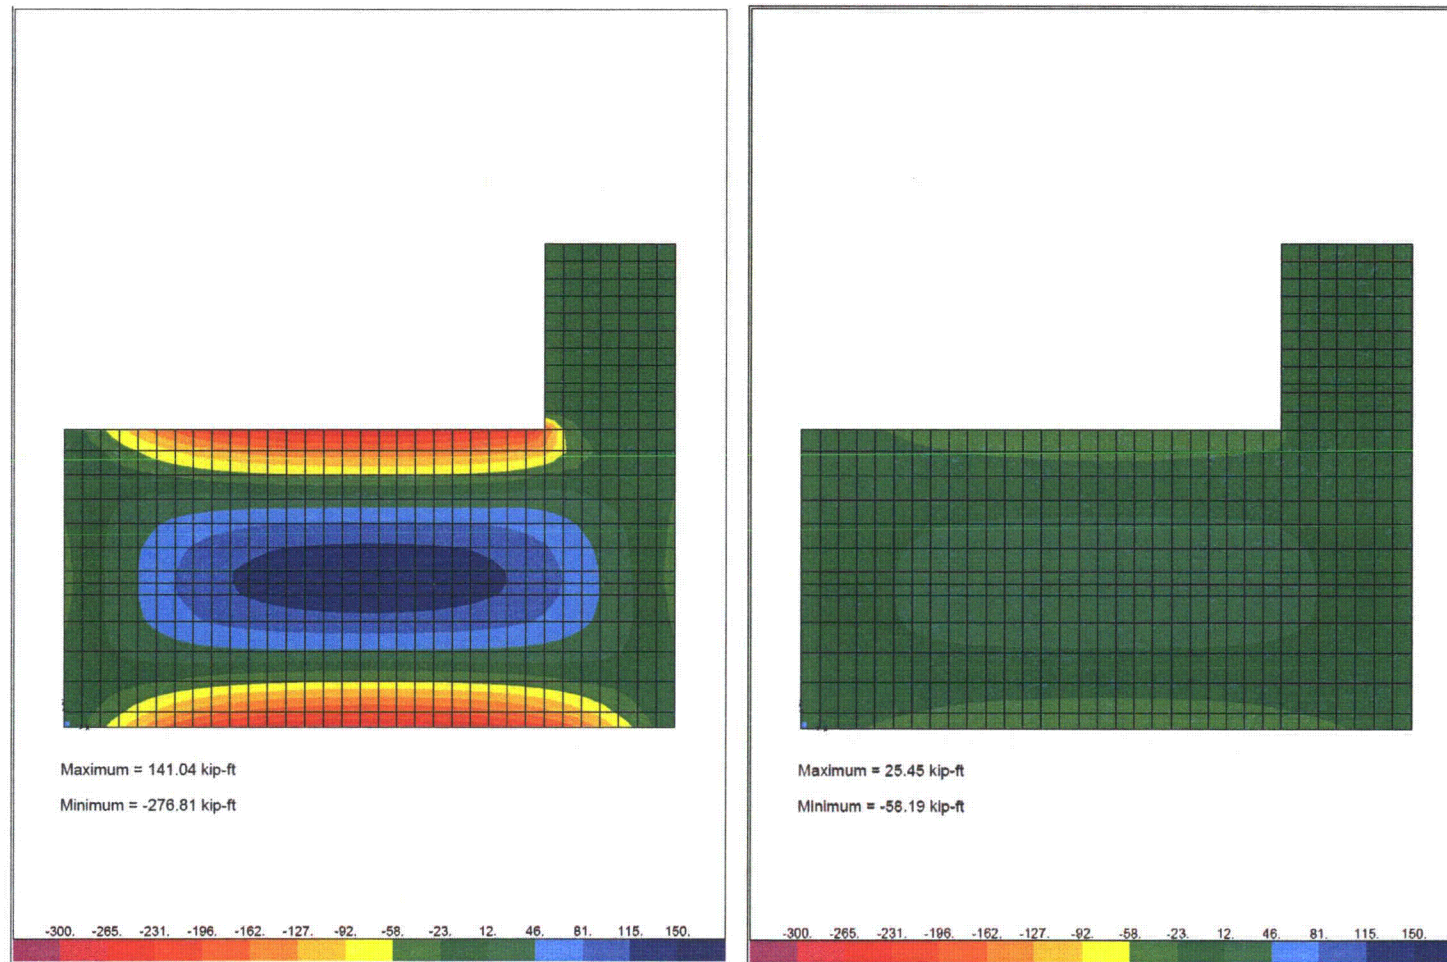 Maximum = 141.04 kip-ft
Minimum = -276.81 kip-ft
-300. -265. -231. -196. -162. -127. -92. -58. -23. 12. 46. 81. 115. 150.
Maximum = 25.45 kip-ft
Minimum = -58.19 kip-ft
-300. -265. -231. -196. -162. -127. -92. -58. -23. 12. 46. 81. 115. 150.